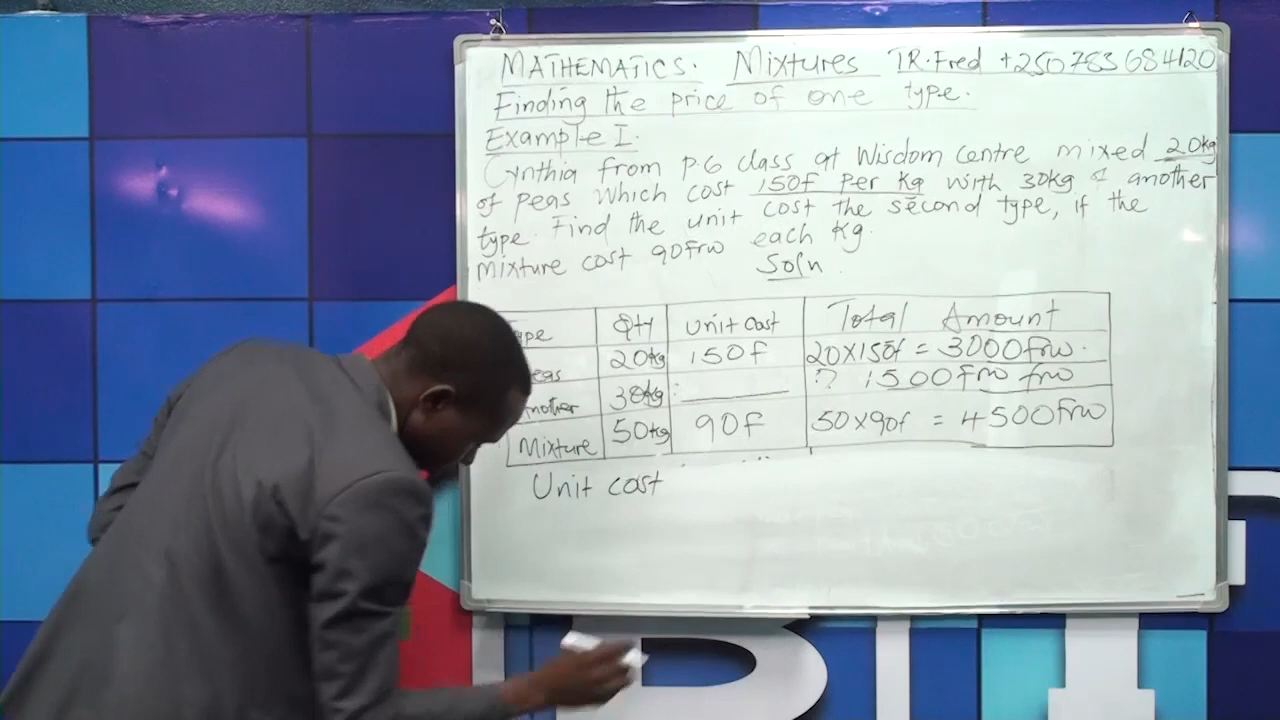 MATHEMATICS. Mixtures TR.Fred +250783684120
Finding the price of one type.
Example I.
Cynthia from P.6 class at Wisdom Centre mixed 20kg
of peas which cost 150f per kg with 30kg of another
type. Find the unit cost the second type, if the
mixture cost 90Frw each kg.
Soln.
ype Qty Unit Cost Total Amount
eas 20kg 150f 20x150f = 3000frw.
nother 30kg ? 1500Frw frw
Mixture 50kg 90f 50x90f = 4500Frw
Unit cost